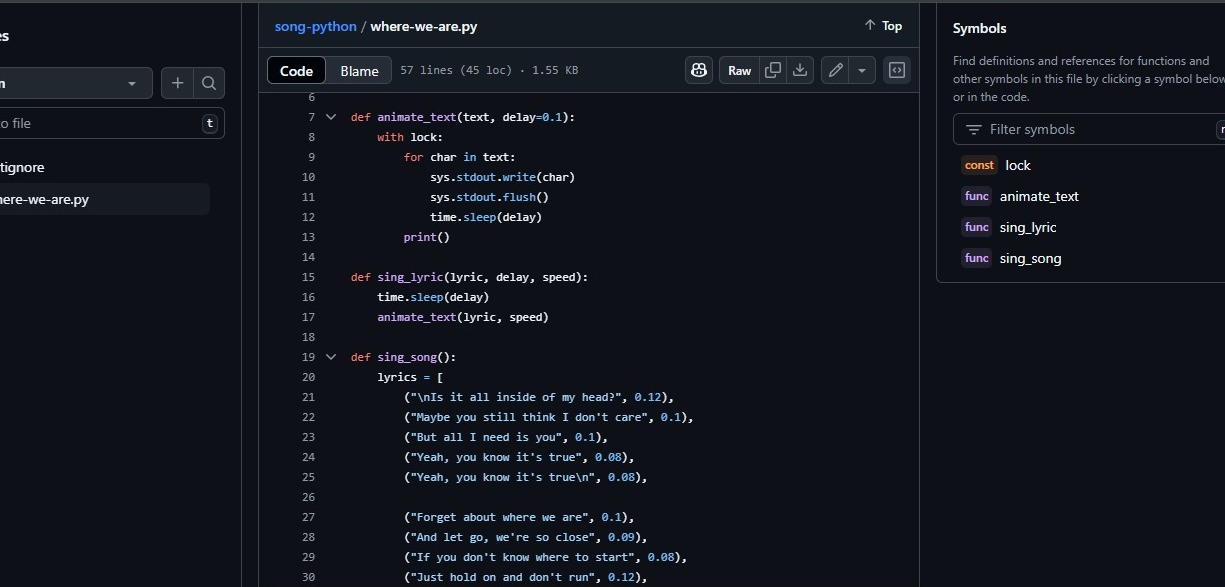 song-python / where-we-are.py
Top
Code Blame 57 lines (45 loc) · 1.55 KB
Raw
t
tignore
ere-we-are.py
6
7 def animate_text(text, delay=0.1):
8 with lock:
9 for char in text:
10 sys.stdout.write(char)
11 sys.stdout.flush()
12 time.sleep(delay)
13 print()
14
15 def sing_lyric(lyric, delay, speed):
16 time.sleep(delay)
17 animate_text(lyric, speed)
18
19 def sing_song():
20 lyrics = [
21 ("\nIs it all inside of my head?", 0.12),
22 ("Maybe you still think I don't care", 0.1),
23 ("But all I need is you", 0.1),
24 ("Yeah, you know it's true", 0.08),
25 ("Yeah, you know it's true\n", 0.08),
26
27 ("Forget about where we are", 0.1),
28 ("And let go, we're so close", 0.09),
29 ("If you don't know where to start", 0.08),
30 ("Just hold on and don't run", 0.12),
Symbols
Find definitions and references for functions and
other symbols in this file by clicking a symbol below
or in the code.
Filter symbols
const lock
func animate_text
func sing_lyric
func sing_song